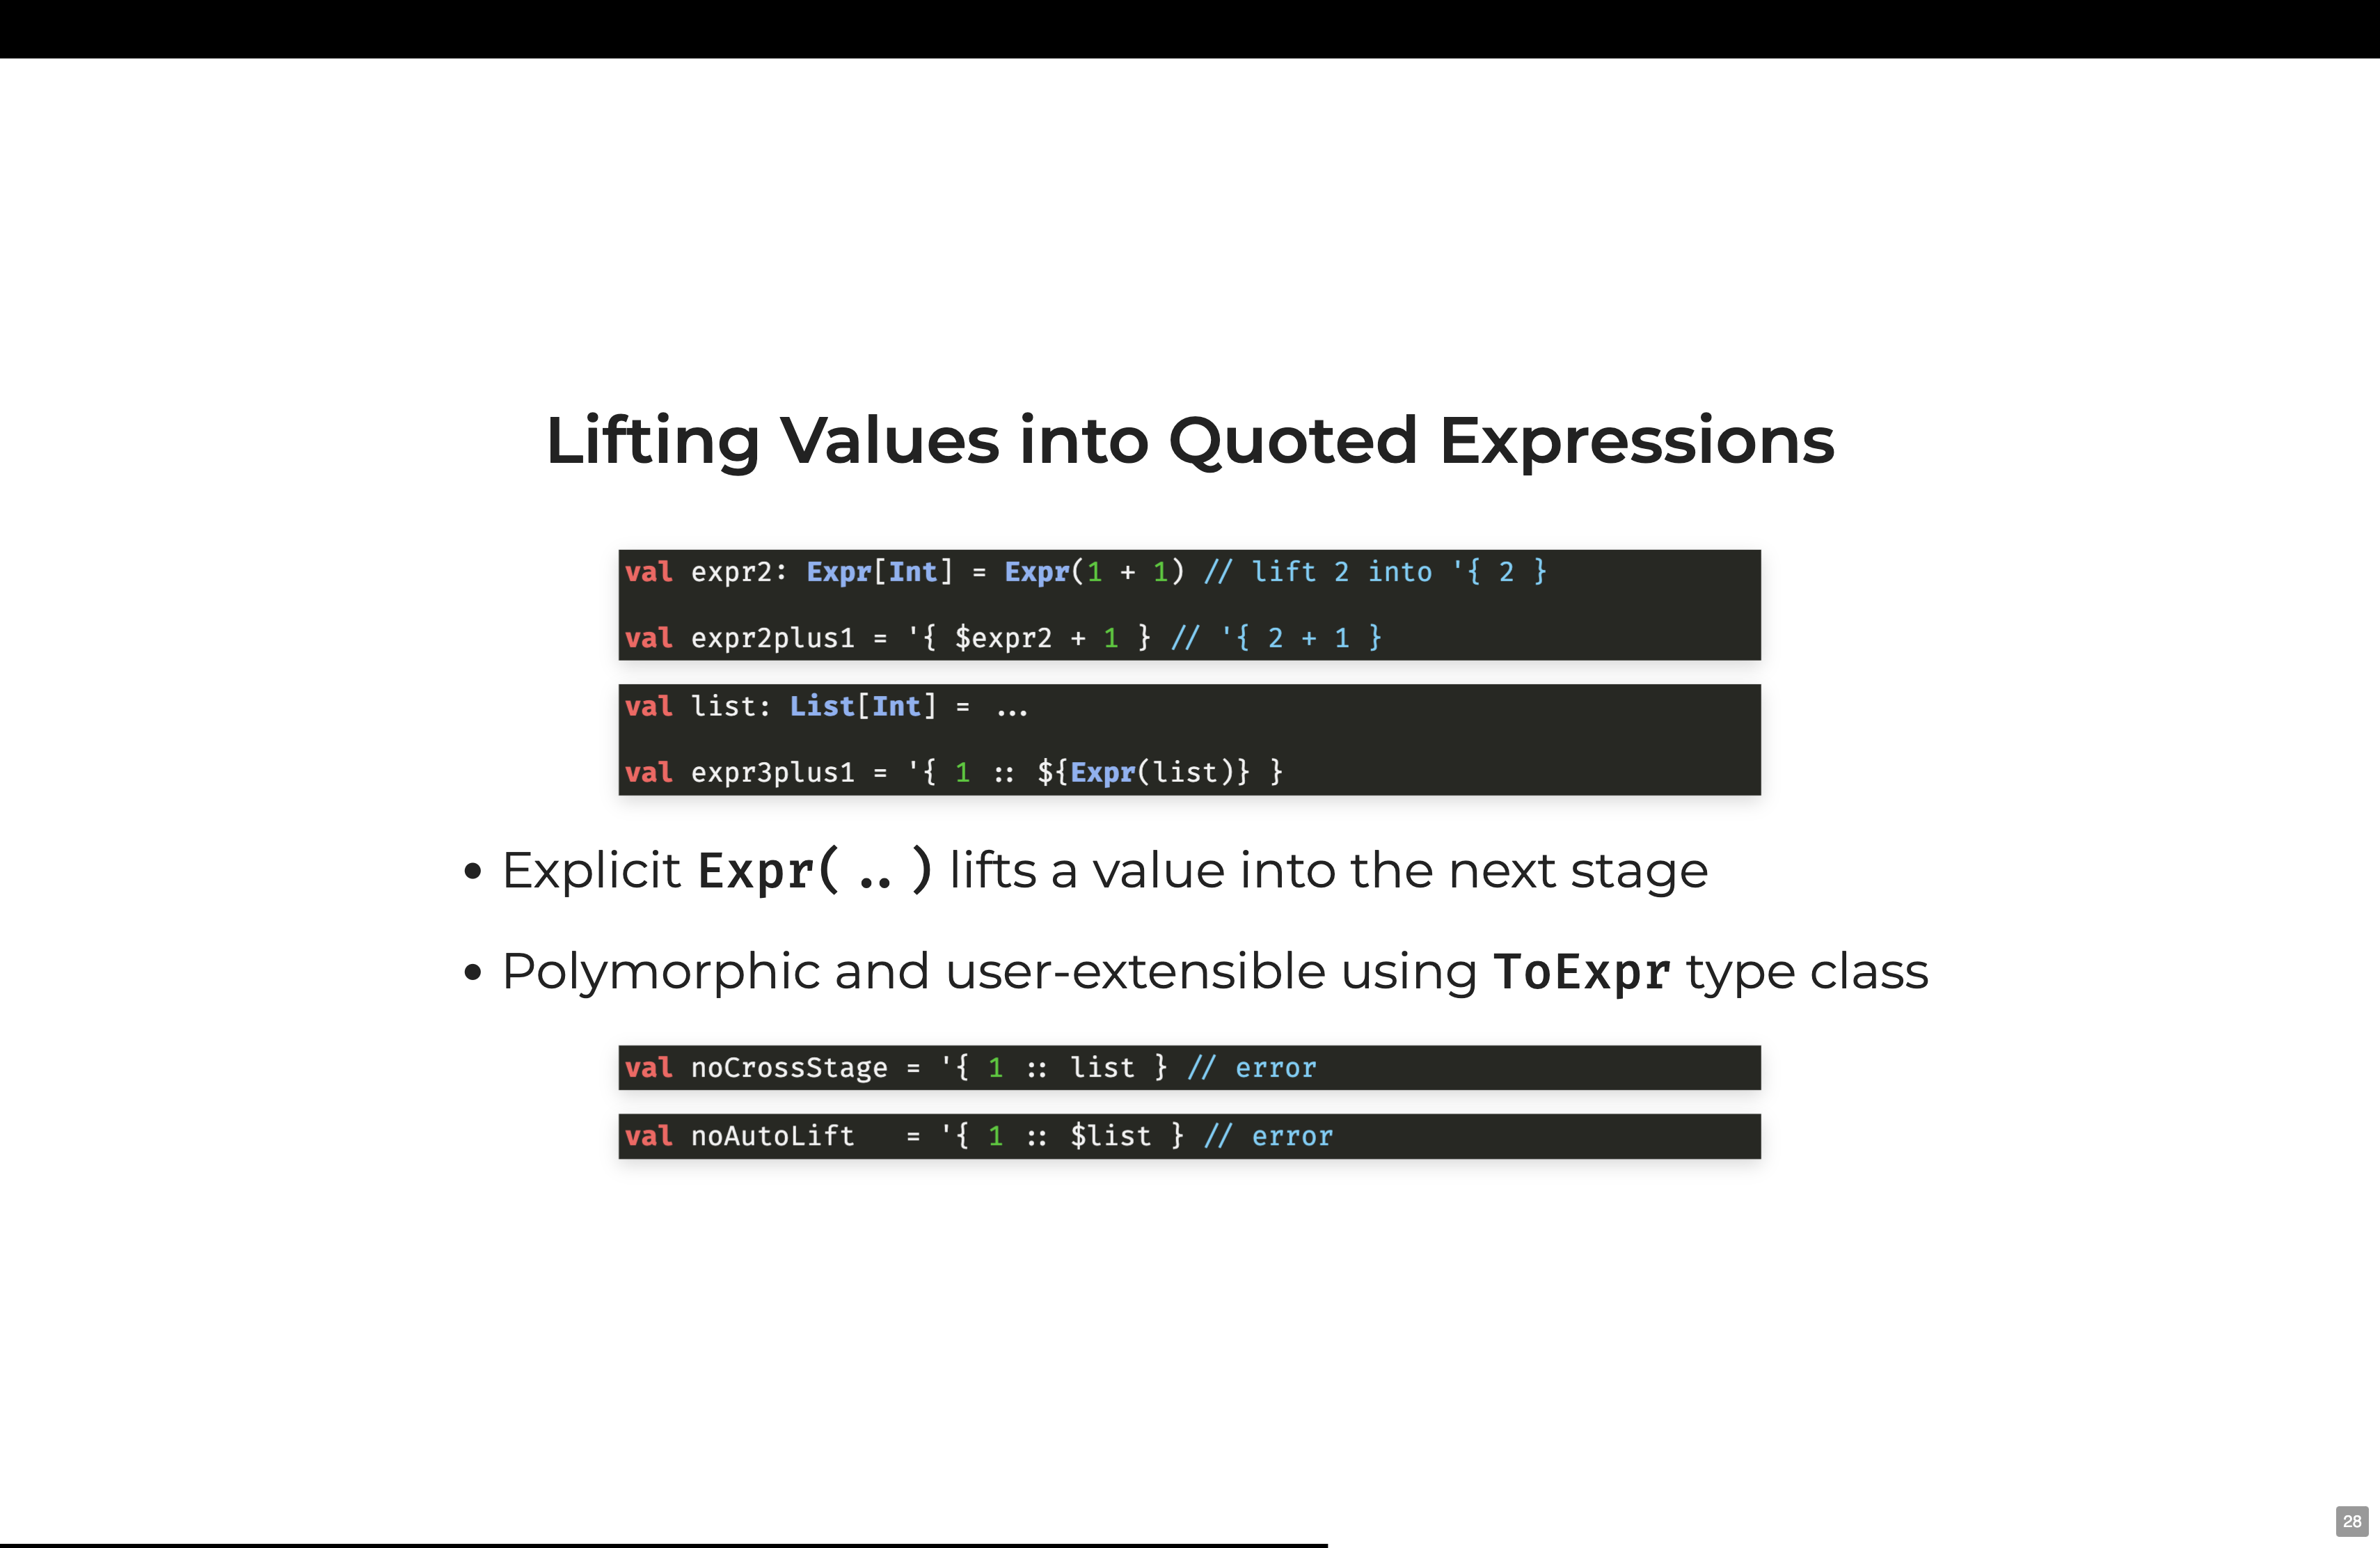 Lifting Values into Quoted Expressions
val expr2: Expr[Int] = Expr(1 + 1) // lift 2 into '{ 2 }
val expr2plus1 = '{ $expr2 + 1 } // '{ 2 + 1 }
val list: List[Int] = ...
val expr3plus1 = '{ 1 :: ${Expr(list)} }
• Explicit Expr(..) lifts a value into the next stage
• Polymorphic and user-extensible using ToExpr type class
val noCrossStage = '{ 1 :: list } // error
val noAutoLift   = '{ 1 :: $list } // error
28